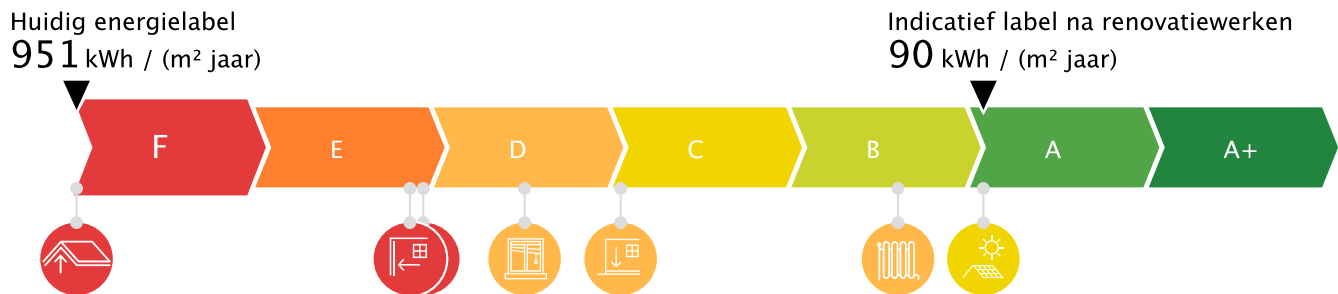 Huidig energielabel
951 kWh / (m² jaar)
Indicatief label na renovatiewerken
90 kWh / (m² jaar)
F E D C B A A+